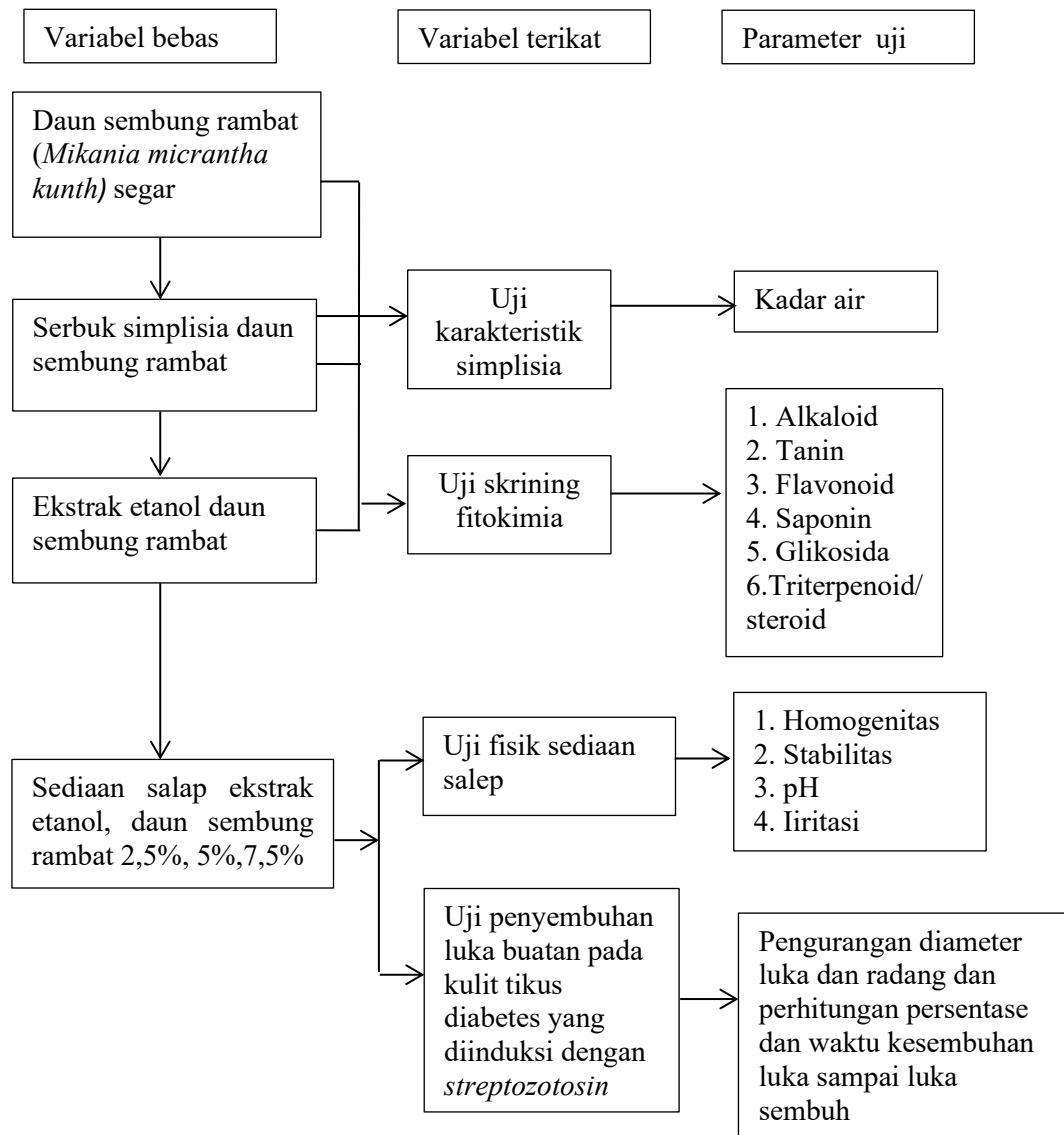 Variabel bebas
Variabel terikat
Parameter uji
Daun sembung rambat
(Mikania micrantha
kunth) segar
Serbuk simplisia daun
sembung rambat
Uji
karakteristik
simplisia
Kadar air
Ekstrak etanol daun
sembung rambat
Uji skrining
fitokimia
1. Alkaloid
2. Tanin
3. Flavonoid
4. Saponin
5. Glikosida
6.Triterpenoid/
steroid
Sediaan salap ekstrak
etanol, daun sembung
rambat 2,5%, 5%,7,5%
Uji fisik sediaan
salep
1. Homogenitas
2. Stabilitas
3. pH
4. Iiritasi
Uji penyembuhan
luka buatan pada
kulit tikus
diabetes yang
diinduksi dengan
streptozotosin
Pengurangan diameter
luka dan radang dan
perhitungan persentase
dan waktu kesembuhan
luka sampai luka
sembuh